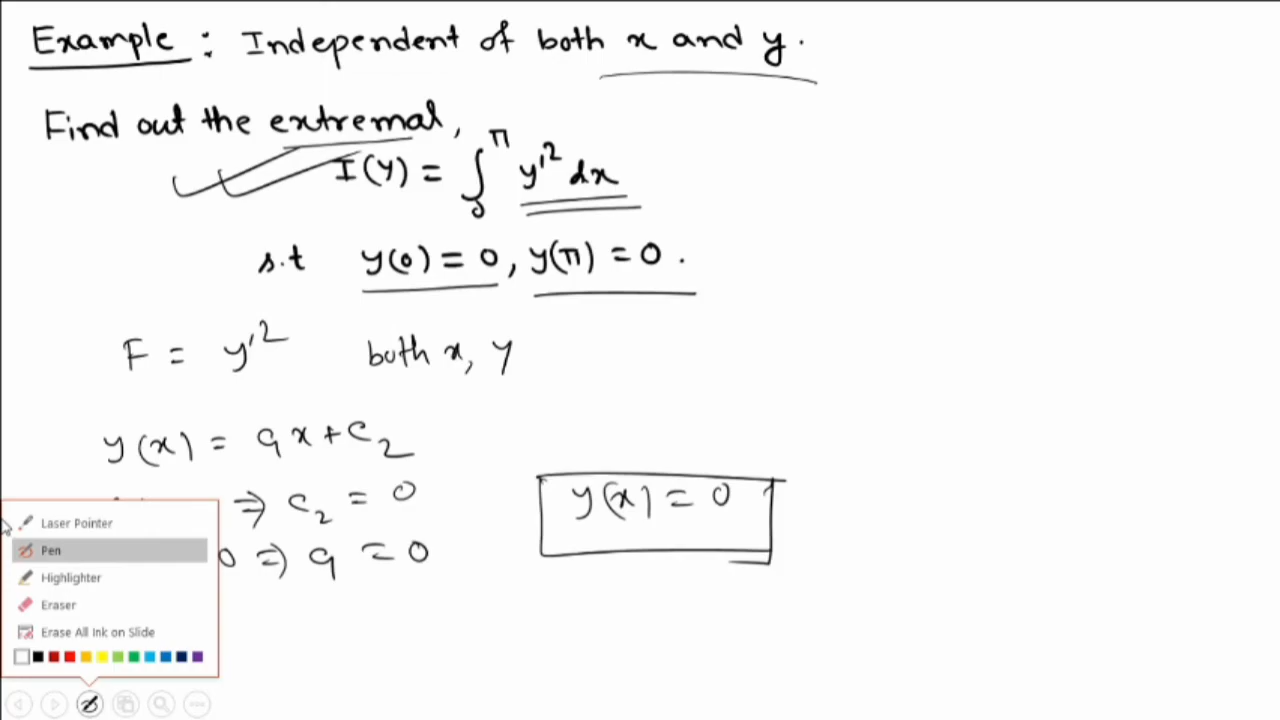 Example : Independent of both x and y.
Find out the extremal,
I(Y) = ∫₀^π y'² dx
s.t y(0) = 0, y(π) = 0.
F = y'² both x, y
y(x) = c₁x + c₂
⇒ c₂ = 0
y(x) = 0
0 ⇒ c₁ = 0
Laser Pointer
Pen
Highlighter
Eraser
Erase All Ink on Slide